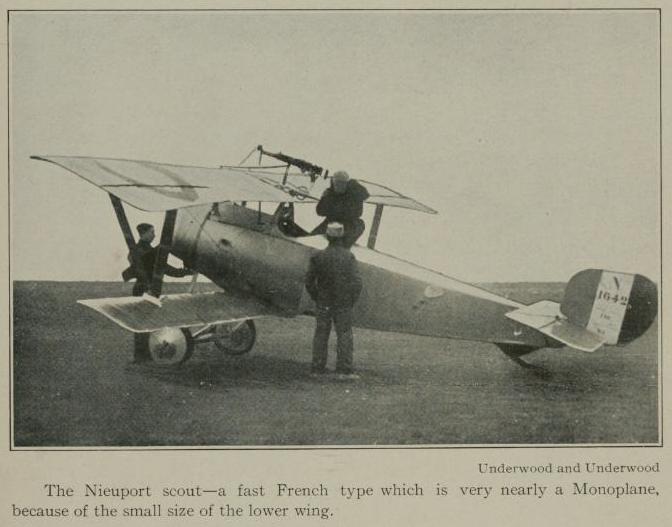 N
1642
Underwood and Underwood
The Nieuport scout—a fast French type which is very nearly a Monoplane,
because of the small size of the lower wing.